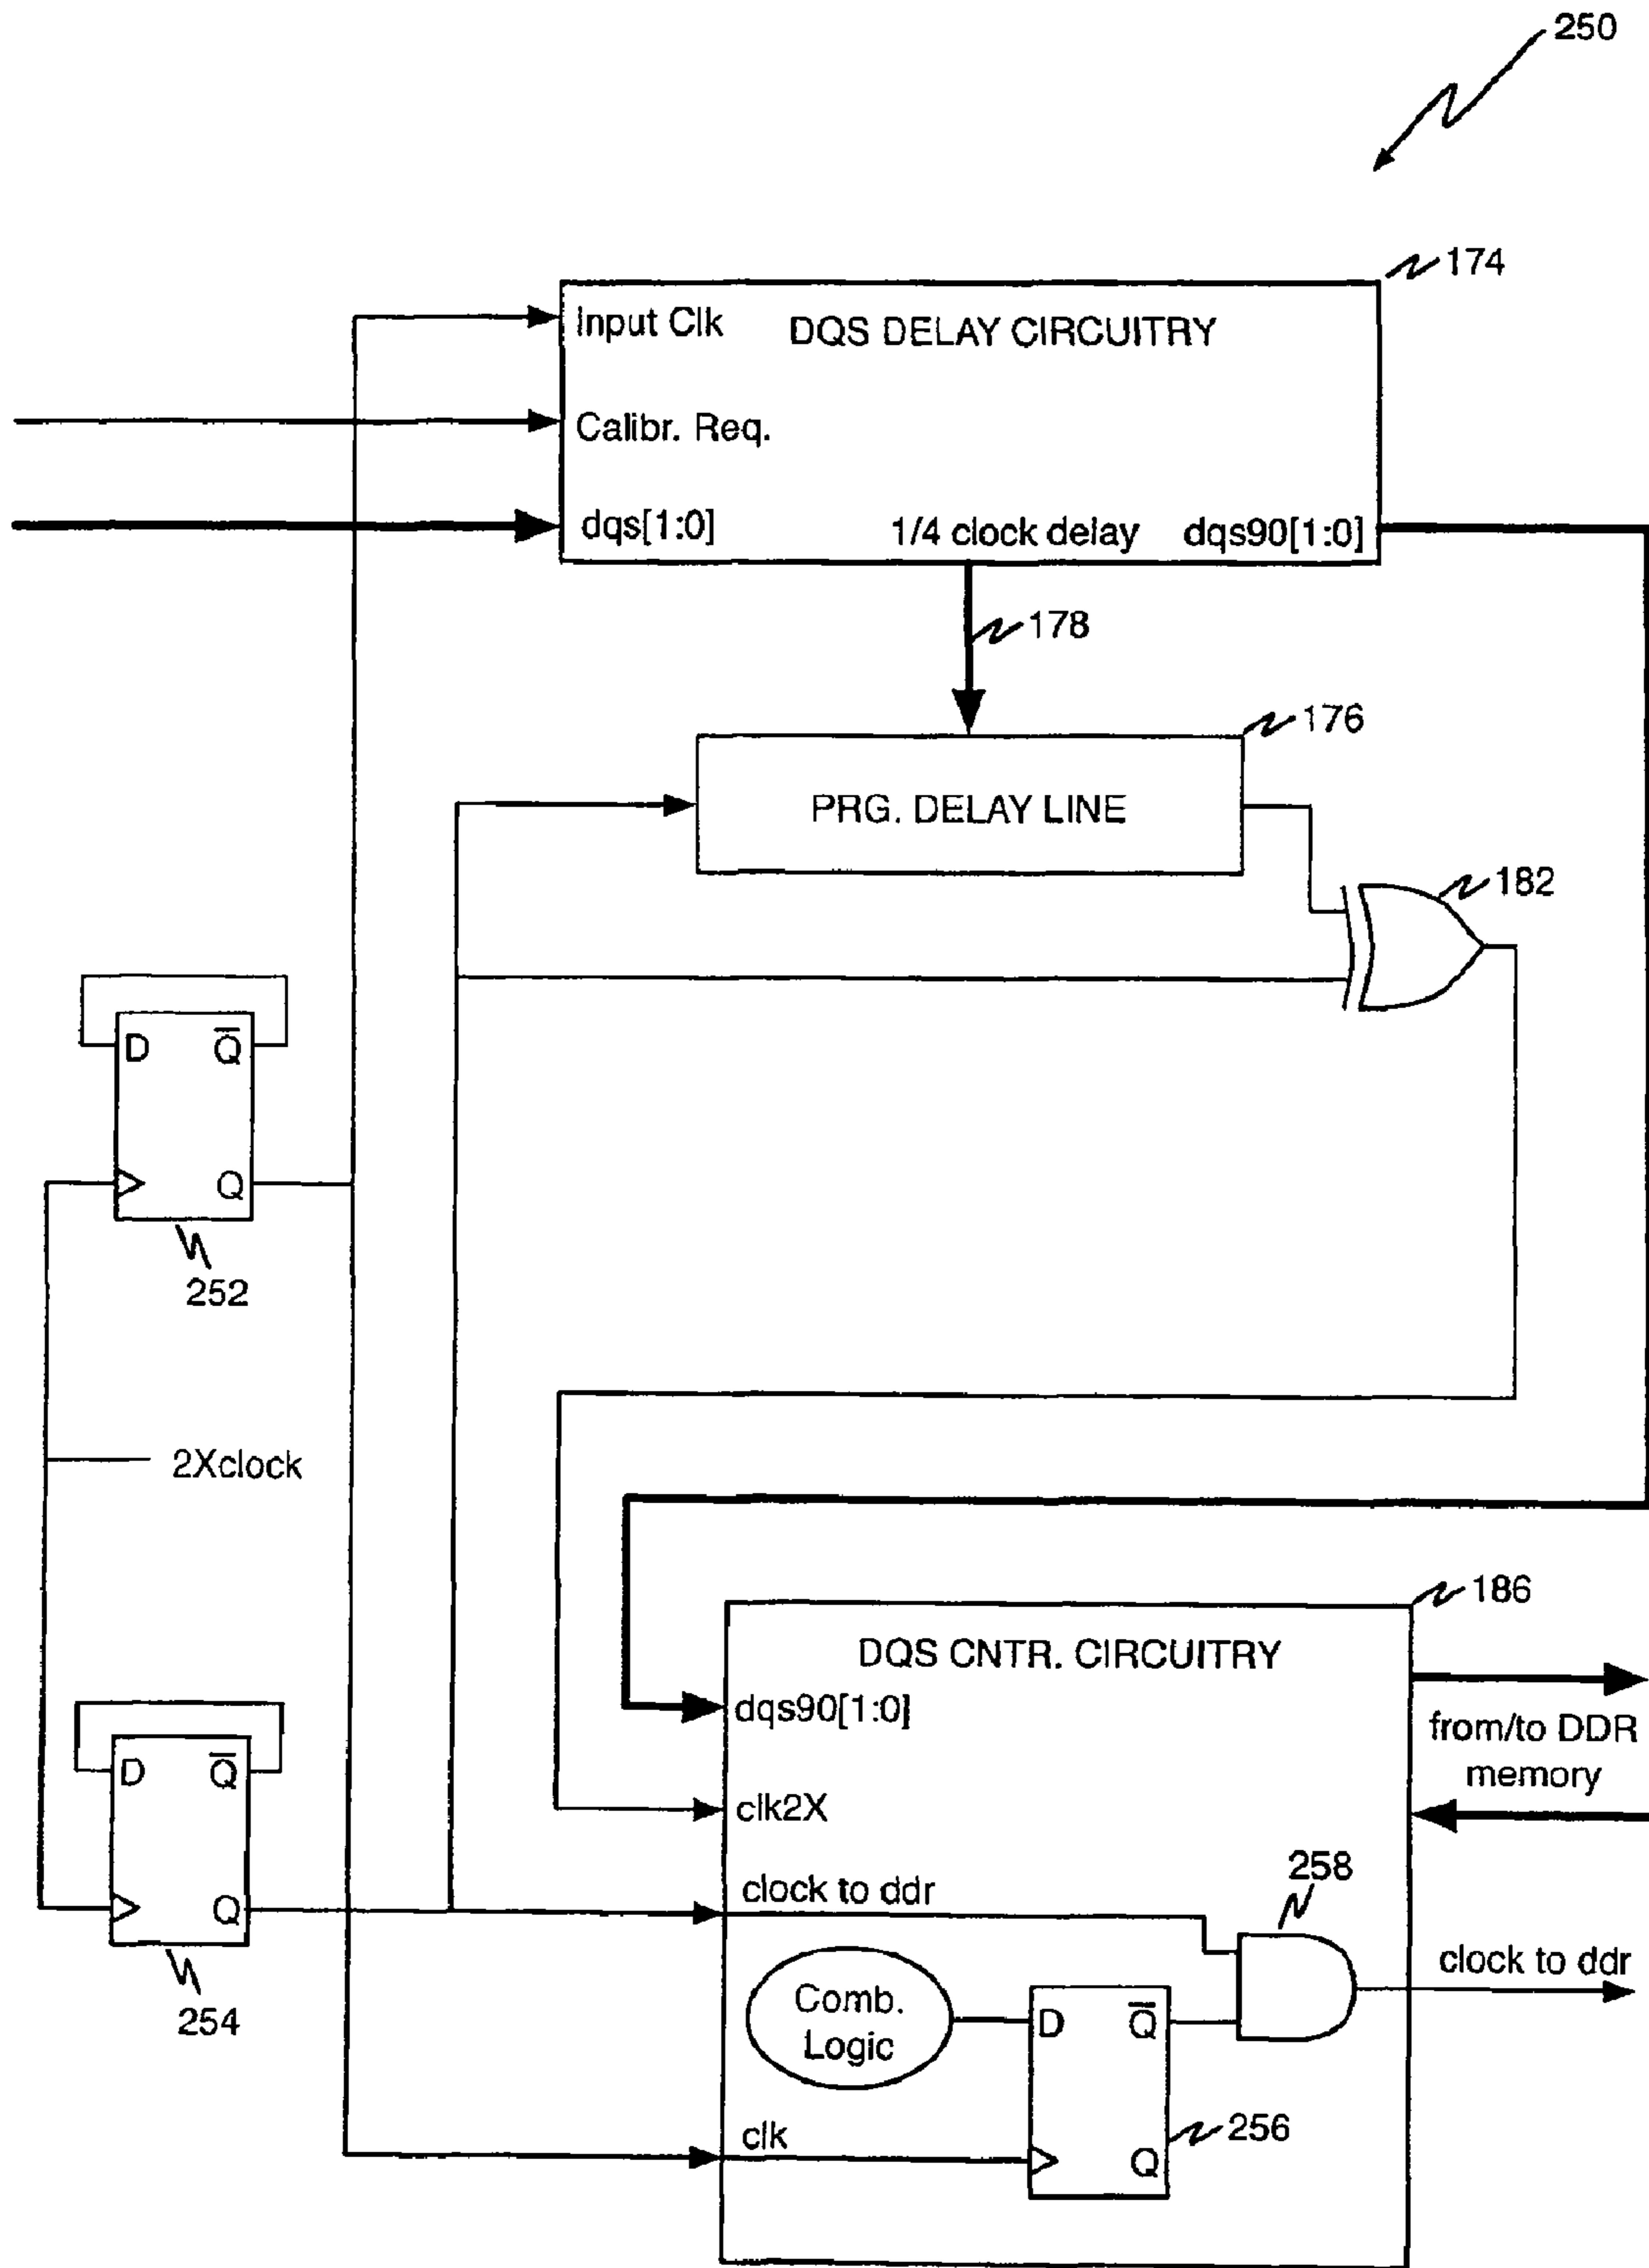 250
174
Input Clk
DQS DELAY CIRCUITRY
Calibr. Req.
dqs[1:0]
1/4 clock delay
dqs90[1:0]
178
176
PRG. DELAY LINE
182
D
Q
Q
252
2Xclock
186
DQS CNTR. CIRCUITRY
dqs90[1:0]
from/to DDR
memory
clk2X
D
Q
Q
254
clock to ddr
258
clock to ddr
Comb.
Logic
D
Q
Q
256
clk